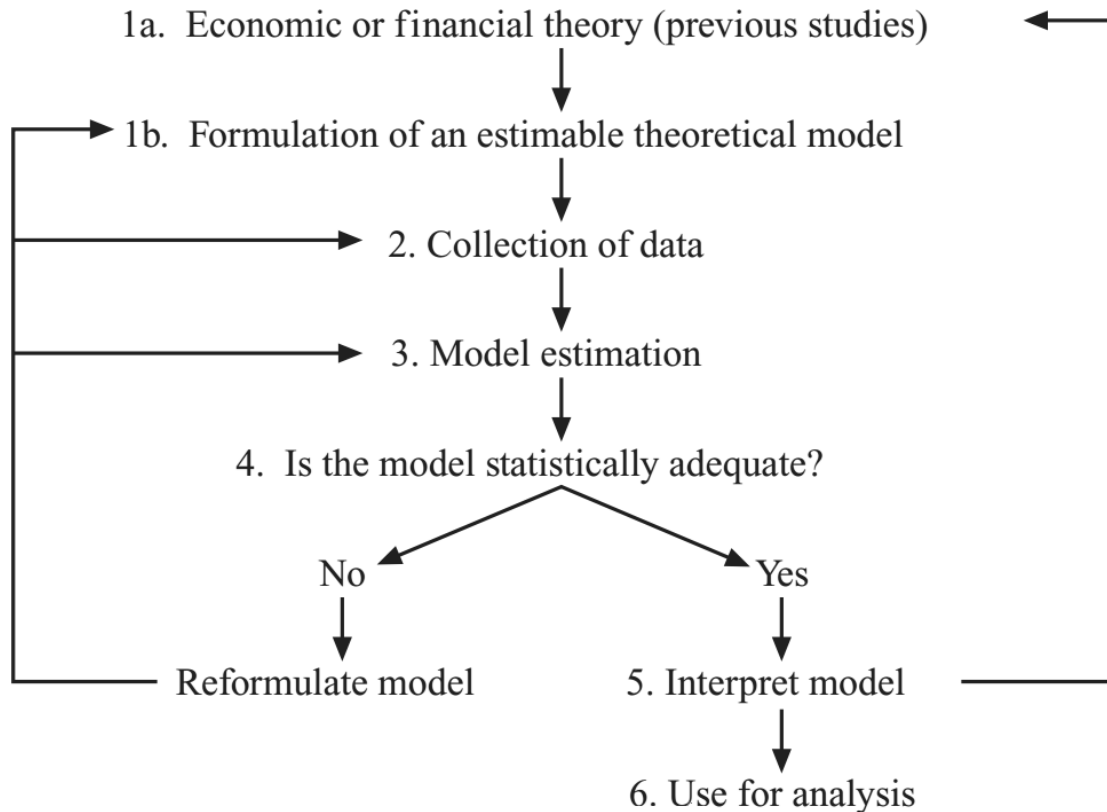 1a. Economic or financial theory (previous studies)
1b. Formulation of an estimable theoretical model
2. Collection of data
3. Model estimation
4. Is the model statistically adequate?
No
Yes
Reformulate model
5. Interpret model
6. Use for analysis